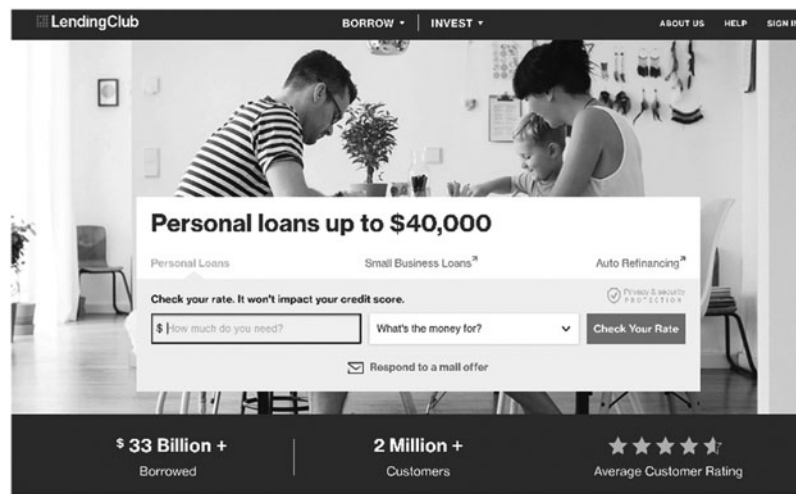 LendingClub
BORROW INVEST
ABOUT US HELP SIGN IN
Personal loans up to $40,000
Personal Loans Small Business Loans Auto Refinancing
Check your rate. It won't impact your credit score.
Privacy & security
PROTECTION
$ How much do you need? What's the money for? Check Your Rate
Respond to a mail offer
$ 33 Billion + 2 Million +
Borrowed Customers Average Customer Rating